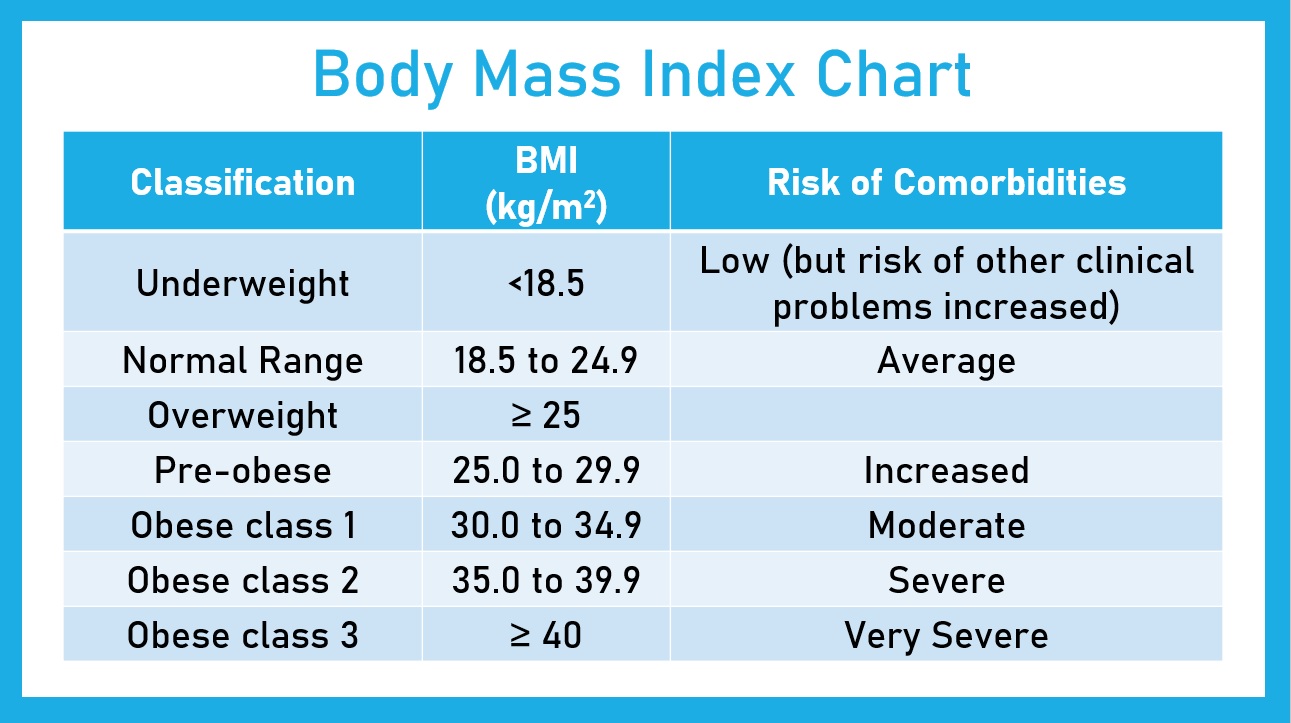 Body Mass Index Chart
Classification BMI (kg/m²) Risk of Comorbidities
Underweight <18.5 Low (but risk of other clinical problems increased)
Normal Range 18.5 to 24.9 Average
Overweight ≥ 25
Pre-obese 25.0 to 29.9 Increased
Obese class 1 30.0 to 34.9 Moderate
Obese class 2 35.0 to 39.9 Severe
Obese class 3 ≥ 40 Very Severe